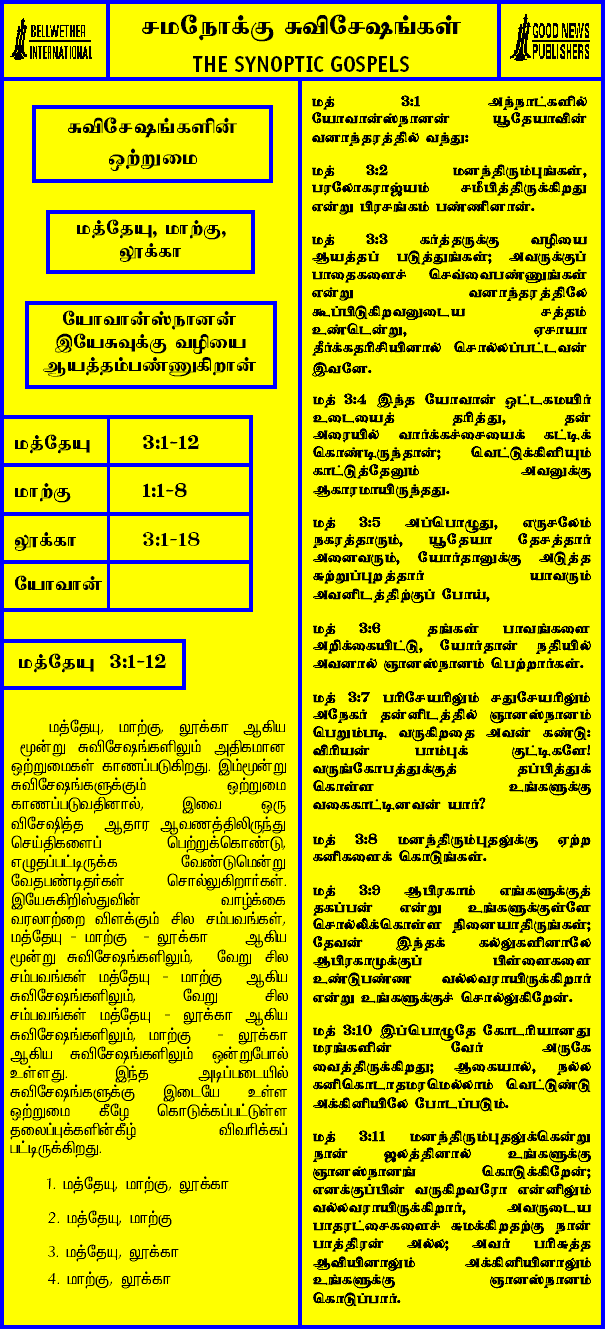 BELLWETHER
INTERNATIONAL
சமநோக்கு சுவிசேஷங்கள்
THE SYNOPTIC GOSPELS
GOOD NEWS
PUBLISHERS
சுவிசேஷங்களின்
ஒற்றுமை
மத்தேயு, மாற்கு,
லூக்கா
யோவான்ஸ்நானன்
இயேசுவுக்கு வழியை
ஆயத்தம்பண்ணுகிறான்
மத்தேயு 3:1-12
மாற்கு 1:1-8
லூக்கா 3:1-18
யோவான்
மத்தேயு 3:1-12
மத்தேயு, மாற்கு, லூக்கா ஆகிய
மூன்று சுவிசேஷங்களிலும் அதிகமான
ஒற்றுமைகள் காணப்படுகிறது. இம்மூன்று
சுவிசேஷங்களுக்கும் ஒற்றுமை
காணப்படுவதினால், இவை ஒரு
விசேஷித்த ஆதார ஆவணத்திலிருந்து
செய்திகளைப் பெற்றுக்கொண்டு,
எழுதப்பட்டிருக்க வேண்டுமென்று
வேதபண்டிதர்கள் சொல்லுகிறார்கள்.
இயேசுகிறிஸ்துவின் வாழ்க்கை
வரலாற்றை விளக்கும் சில சம்பவங்கள்,
மத்தேயு - மாற்கு - லூக்கா ஆகிய
மூன்று சுவிசேஷங்களிலும், வேறு சில
சம்பவங்கள் மத்தேயு - மாற்கு ஆகிய
சுவிசேஷங்களிலும், வேறு சில
சம்பவங்கள் மத்தேயு - லூக்கா ஆகிய
சுவிசேஷங்களிலும், மாற்கு - லூக்கா
ஆகிய சுவிசேஷங்களிலும் ஒன்றுபோல்
உள்ளது. இந்த அடிப்படையில்
சுவிசேஷங்களுக்கு இடையே உள்ள
ஒற்றுமை கீழே கொடுக்கப்பட்டுள்ள
தலைப்புக்களின்கீழ் விவரிக்கப்
பட்டிருக்கிறது.
1. மத்தேயு, மாற்கு, லூக்கா
2. மத்தேயு, மாற்கு
3. மத்தேயு, லூக்கா
4. மாற்கு, லூக்கா
மத் 3:1 அந்நாட்களில்
யோவான்ஸ்நானன் யூதேயாவின்
வனாந்தரத்தில் வந்து:
மத் 3:2 மனந்திரும்புங்கள்,
பரலோகராஜ்யம் சமீபித்திருக்கிறது
என்று பிரசங்கம் பண்ணினான்.
மத் 3:3 கர்த்தருக்கு வழியை
ஆயத்தப் படுத்துங்கள்; அவருக்குப்
பாதைகளைச் செவ்வைபண்ணுங்கள்
என்று வனாந்தரத்திலே
கூப்பிடுகிறவனுடைய சத்தம்
உண்டென்று, ஏசாயா
தீர்க்கதரிசியினால் சொல்லப்பட்டவன்
இவனே.
மத் 3:4 இந்த யோவான் ஒட்டகமயிர்
உடையைத் தரித்து, தன்
அரையில் வார்க்கச்சையைக் கட்டிக்
கொண்டிருந்தான்; வெட்டுக்கிளியும்
காட்டுத்தேனும் அவனுக்கு
ஆகாரமாயிருந்தது.
மத் 3:5 அப்பொழுது, எருசலேம்
நகரத்தாரும், யூதேயா தேசத்தார்
அனைவரும், யோர்தானுக்கு அடுத்த
சுற்றுப்புறத்தார் யாவரும்
அவனிடத்திற்குப் போய்,
மத் 3:6 தங்கள் பாவங்களை
அறிக்கையிட்டு, யோர்தான் நதியில்
அவனால் ஞானஸ்நானம் பெற்றார்கள்.
மத் 3:7 பரிசேயரிலும் சதுசேயரிலும்
அநேகர் தன்னிடத்தில் ஞானஸ்நானம்
பெறும்படி வருகிறதை அவன் கண்டு:
விரியன் பாம்புக் குட்டிகளே!
வருங்கோபத்துக்குத் தப்பித்துக்
கொள்ள உங்களுக்கு
வகைகாட்டினவன் யார்?
மத் 3:8 மனந்திரும்புதலுக்கு ஏற்ற
கனிகளைக் கொடுங்கள்.
மத் 3:9 ஆபிரகாம் எங்களுக்குத்
தகப்பன் என்று உங்களுக்குள்ளே
சொல்லிக்கொள்ள நினையாதிருங்கள்;
தேவன் இந்தக் கல்லுகளினாலே
ஆபிரகாமுக்குப் பிள்ளைகளை
உண்டுபண்ண வல்லவராயிருக்கிறார்
என்று உங்களுக்குச் சொல்லுகிறேன்.
மத் 3:10 இப்பொழுதே கோடரியானது
மரங்களின் வேர் அருகே
வைத்திருக்கிறது; ஆகையால், நல்ல
கனிகொடாதமரமெல்லாம் வெட்டுண்டு
அக்கினியிலே போடப்படும்.
மத் 3:11 மனந்திரும்புதலுக்கென்று
நான் ஜலத்தினால் உங்களுக்கு
ஞானஸ்நானங் கொடுக்கிறேன்;
எனக்குப்பின் வருகிறவரோ என்னிலும்
வல்லவராயிருக்கிறார், அவருடைய
பாதரட்சைகளைச் சுமக்கிறதற்கு நான்
பாத்திரன் அல்ல; அவர் பரிசுத்த
ஆவியினாலும் அக்கினியினாலும்
உங்களுக்கு ஞானஸ்நானம்
கொடுப்பார்.